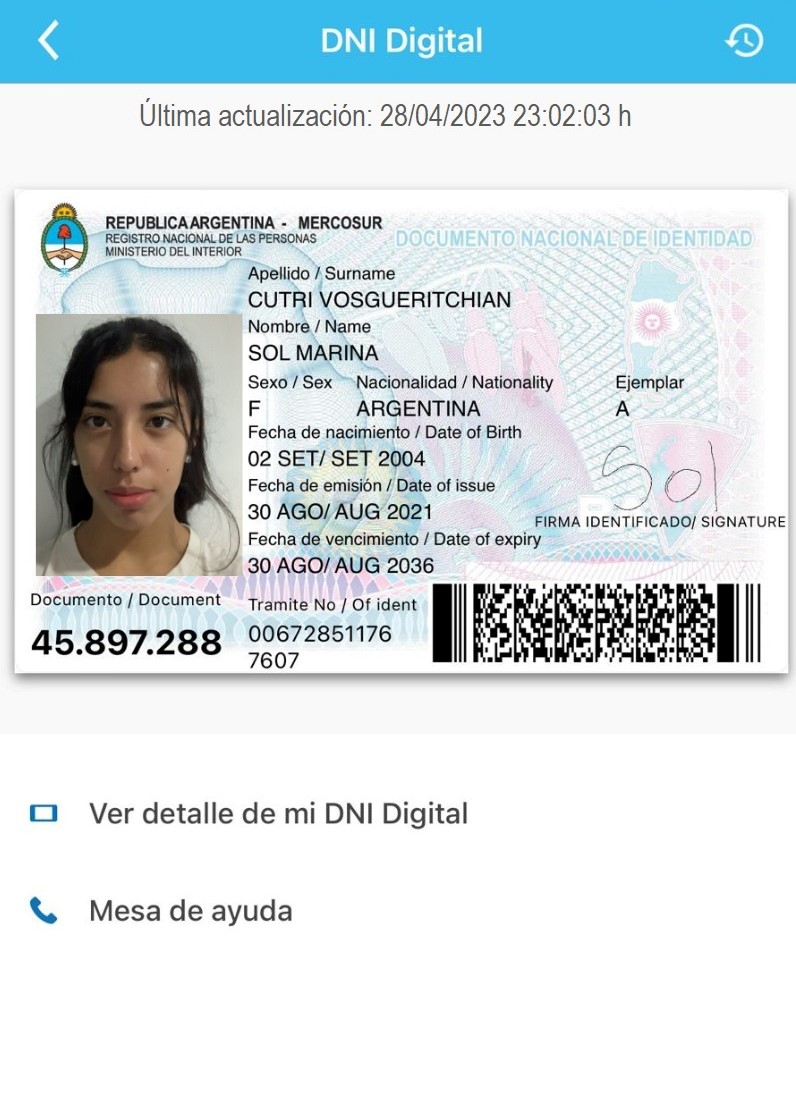 DNI Digital
Última actualización: 28/04/2023 23:02:03 h
REPUBLICA ARGENTINA - MERCOSUR
REGISTRO NACIONAL DE LAS PERSONAS
MINISTERIO DEL INTERIOR
DOCUMENTO NACIONAL DE IDENTIDAD
Apellido / Surname
CUTRI VOSGUERITCHIAN
Nombre / Name
SOL MARINA
Sexo / Sex Nacionalidad / Nationality Ejemplar
F ARGENTINA A
Fecha de nacimiento / Date of Birth
02 SET/ SET 2004
Fecha de emisión / Date of issue
30 AGO/ AUG 2021
Sol
FIRMA IDENTIFICADO/ SIGNATURE
Fecha de vencimiento / Date of expiry
30 AGO/ AUG 2036
Documento / Document
45.897.288
Tramite No / Of ident
00672851176
7607
Ver detalle de mi DNI Digital
Mesa de ayuda